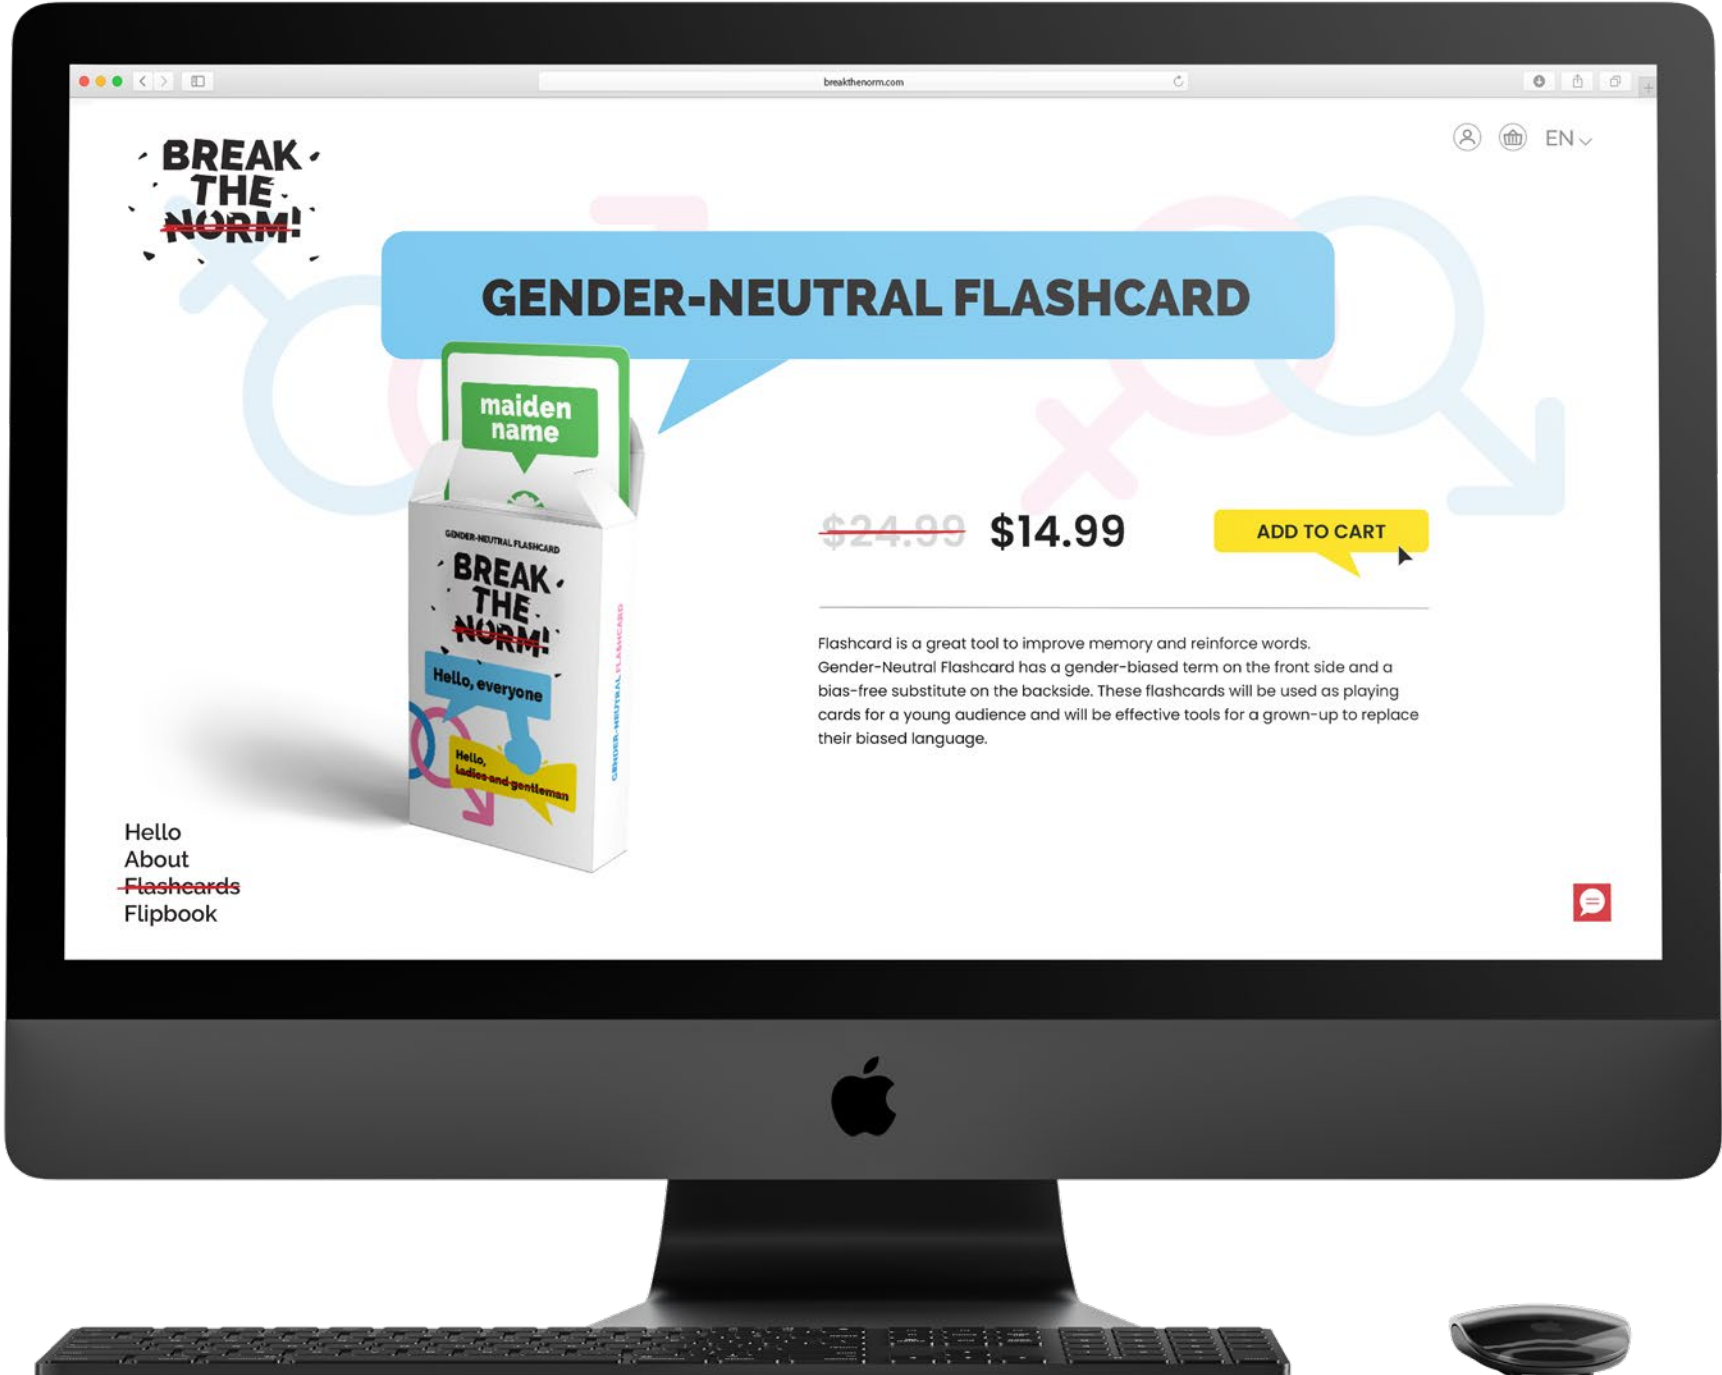 breakthenorm.com
EN
BREAK
THE
NORM!
GENDER-NEUTRAL FLASHCARD
maiden
name
GENDER-NEUTRAL FLASHCARD
BREAK
THE
NORM!
Hello, everyone
Hello,
ladies and gentleman
GENDER-NEUTRAL FLASHCARD
$24.99 $14.99
ADD TO CART
Flashcard is a great tool to improve memory and reinforce words.
Gender-Neutral Flashcard has a gender-biased term on the front side and a
bias-free substitute on the backside. These flashcards will be used as playing
cards for a young audience and will be effective tools for a grown-up to replace
their biased language.
Hello
About
Flashcards
Flipbook